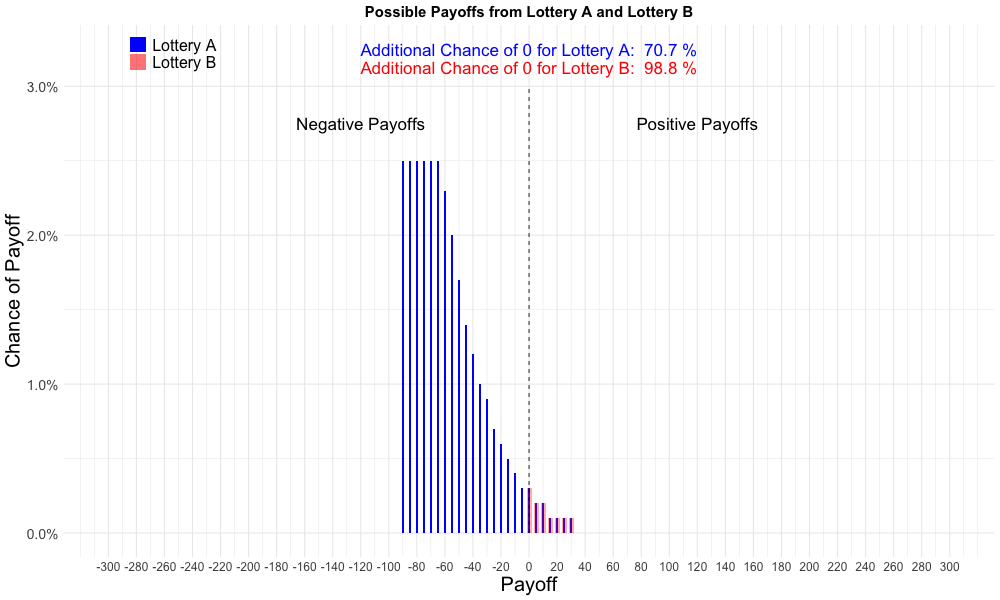 Possible Payoffs from Lottery A and Lottery B
Lottery A
Lottery B
Additional Chance of 0 for Lottery A: 70.7 %
Additional Chance of 0 for Lottery B: 98.8 %
Negative Payoffs
Positive Payoffs
Chance of Payoff
3.0%
2.0%
1.0%
0.0%
-300 -280 -260 -240 -220 -200 -180 -160 -140 -120 -100 -80 -60 -40 -20 0 20 40 60 80 100 120 140 160 180 200 220 240 260 280 300
Payoff